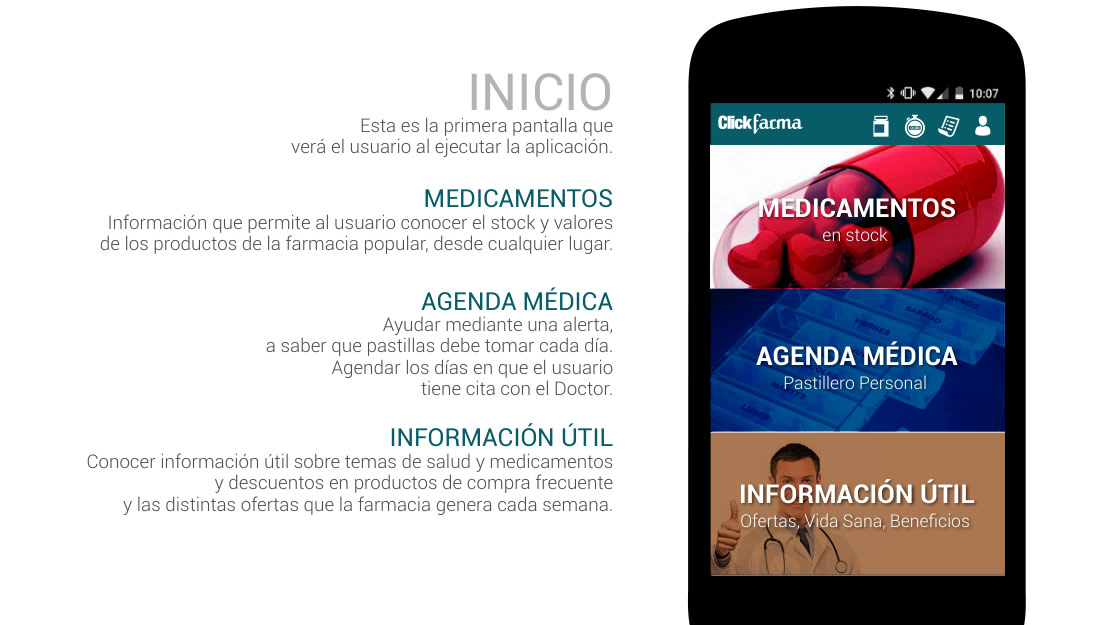 INICIO
Esta es la primera pantalla que
verá el usuario al ejecutar la aplicación.
MEDICAMENTOS
Información que permite al usuario conocer el stock y valores
de los productos de la farmacia popular, desde cualquier lugar.
AGENDA MÉDICA
Ayudar mediante una alerta,
a saber que pastillas debe tomar cada día.
Agendar los días en que el usuario
tiene cita con el Doctor.
INFORMACIÓN ÚTIL
Conocer información útil sobre temas de salud y medicamentos
y descuentos en productos de compra frecuente
y las distintas ofertas que la farmacia genera cada semana.
10:07
Clickfarma
MEDICAMENTOS
en stock
DOMINGO
SABADO
VIERNES
AGENDA MÉDICA
Pastillero Personal
MARTES
LUNES
INFORMACIÓN ÚTIL
Ofertas, Vida Sana, Beneficios